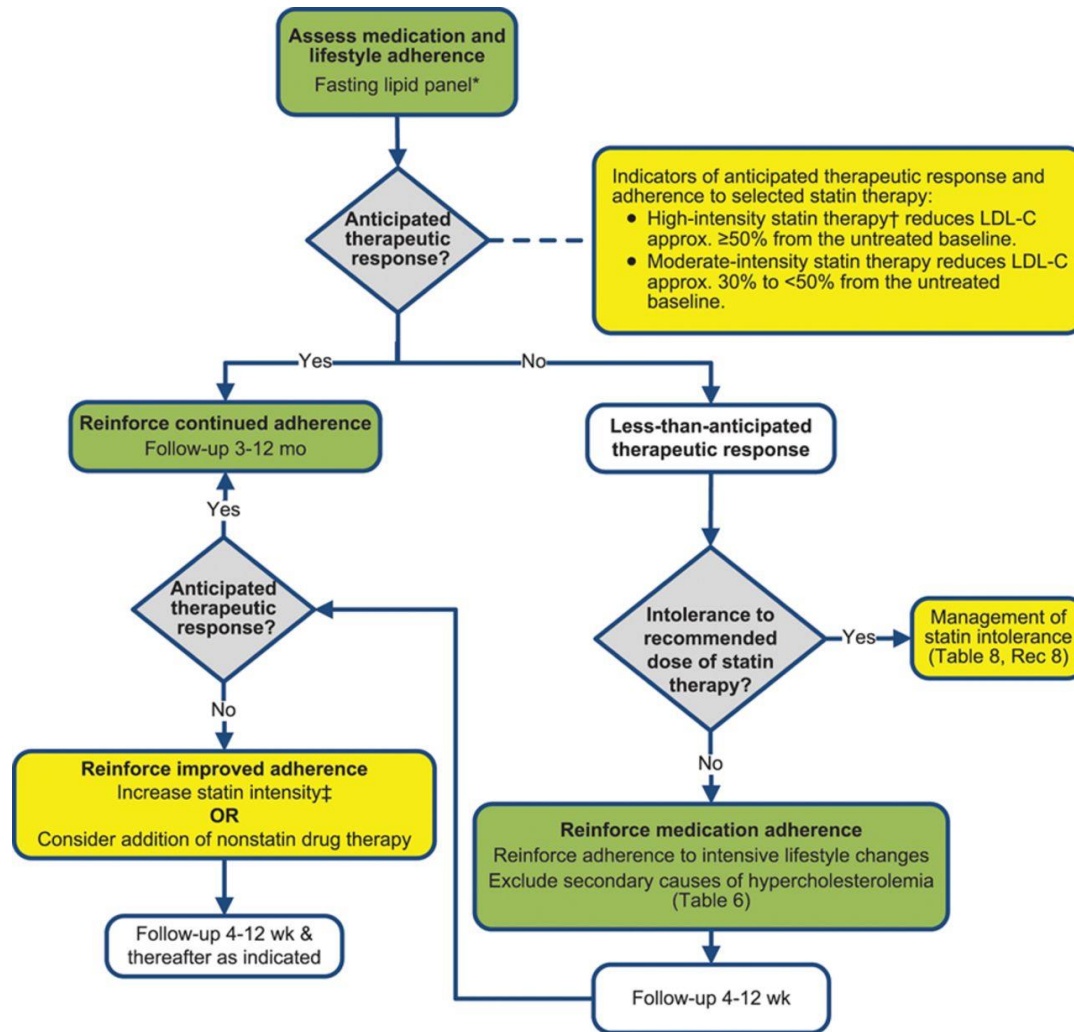 Assess medication and
lifestyle adherence
Fasting lipid panel*
Anticipated
therapeutic
response?
Indicators of anticipated therapeutic response and
adherence to selected statin therapy:
● High-intensity statin therapy† reduces LDL-C
approx. ≥50% from the untreated baseline.
● Moderate-intensity statin therapy reduces LDL-C
approx. 30% to <50% from the untreated
baseline.
Yes
No
Reinforce continued adherence
Follow-up 3-12 mo
Less-than-anticipated
therapeutic response
Yes
Anticipated
therapeutic
response?
Intolerance to
recommended
dose of statin
therapy?
Yes
Management of
statin intolerance
(Table 8, Rec 8)
No
No
Reinforce improved adherence
Increase statin intensity‡
OR
Consider addition of nonstatin drug therapy
Reinforce medication adherence
Reinforce adherence to intensive lifestyle changes
Exclude secondary causes of hypercholesterolemia
(Table 6)
Follow-up 4-12 wk &
thereafter as indicated
Follow-up 4-12 wk